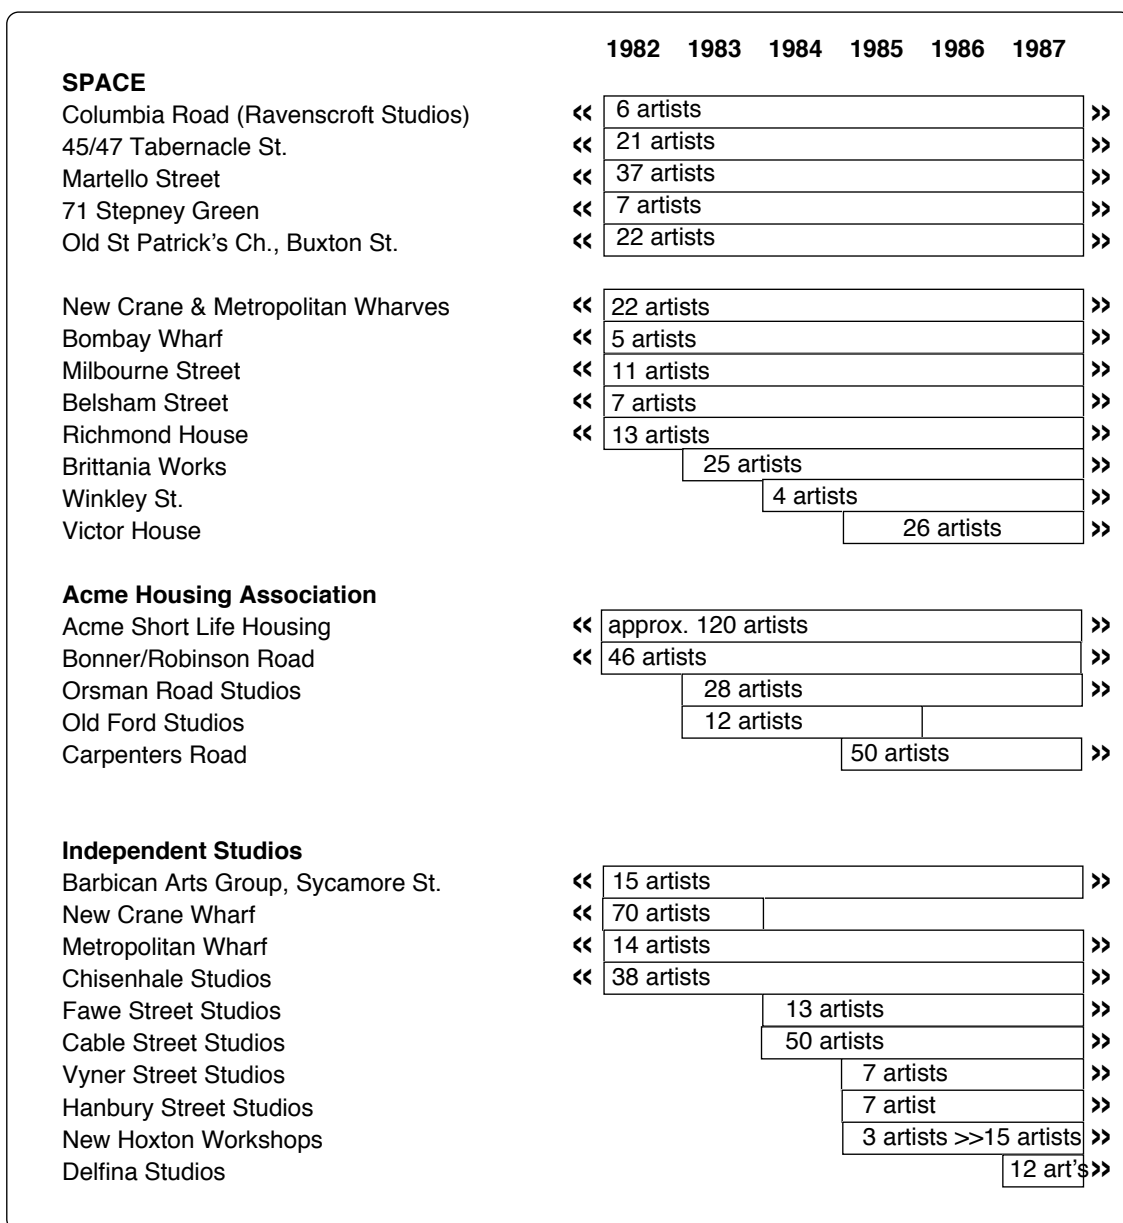 1982 1983 1984 1985 1986 1987
SPACE
Columbia Road (Ravenscroft Studios) « 6 artists »
45/47 Tabernacle St. « 21 artists »
Martello Street « 37 artists »
71 Stepney Green « 7 artists »
Old St Patrick's Ch., Buxton St. « 22 artists »
New Crane & Metropolitan Wharves « 22 artists »
Bombay Wharf « 5 artists »
Milbourne Street « 11 artists »
Belsham Street « 7 artists »
Richmond House « 13 artists »
Brittania Works 25 artists »
Winkley St. 4 artists »
Victor House 26 artists »
Acme Housing Association
Acme Short Life Housing « approx. 120 artists »
Bonner/Robinson Road « 46 artists »
Orsman Road Studios 28 artists »
Old Ford Studios 12 artists
Carpenters Road 50 artists »
Independent Studios
Barbican Arts Group, Sycamore St. « 15 artists »
New Crane Wharf « 70 artists
Metropolitan Wharf « 14 artists »
Chisenhale Studios « 38 artists »
Fawe Street Studios 13 artists »
Cable Street Studios 50 artists »
Vyner Street Studios 7 artists »
Hanbury Street Studios 7 artist »
New Hoxton Workshops 3 artists >>15 artists »
Delfina Studios 12 art's »